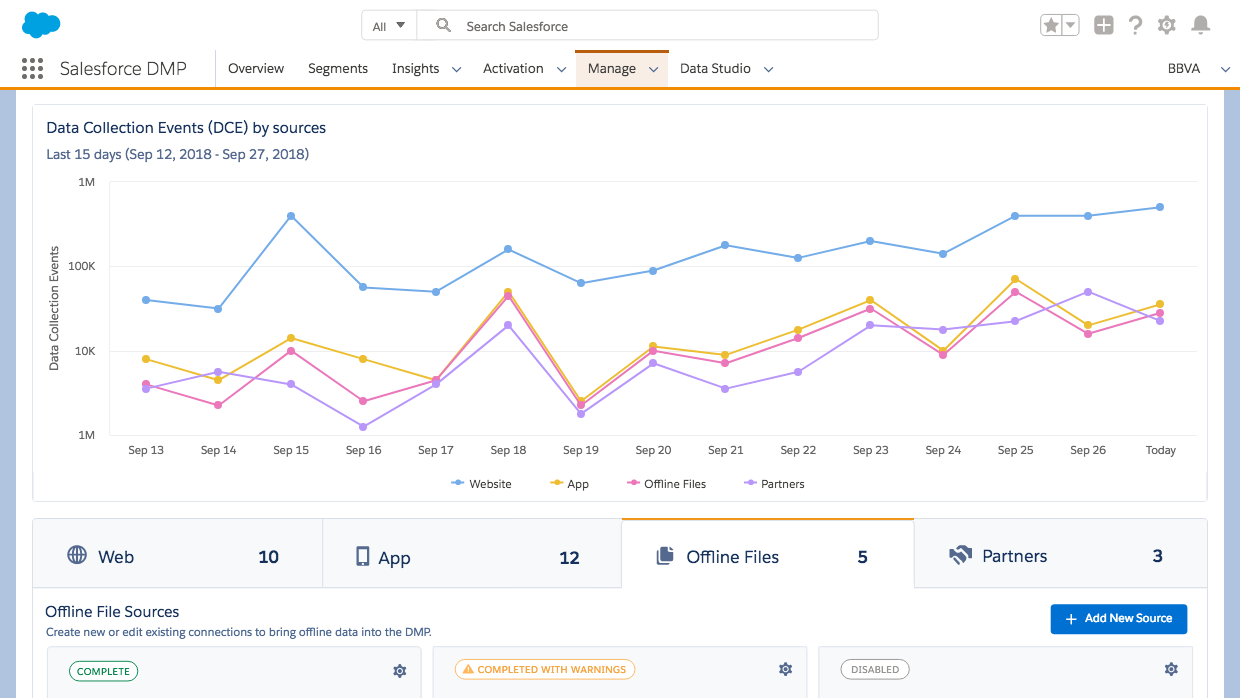 All
Search Salesforce
Salesforce DMP
Overview
Segments
Insights
Activation
Manage
Data Studio
BBVA
Data Collection Events (DCE) by sources
Last 15 days (Sep 12, 2018 - Sep 27, 2018)
Data Collection Events
1M
100K
10K
1M
Sep 13
Sep 14
Sep 15
Sep 16
Sep 17
Sep 18
Sep 19
Sep 20
Sep 21
Sep 22
Sep 23
Sep 24
Sep 25
Sep 26
Today
Website
App
Offline Files
Partners
Web 10
App 12
Offline Files 5
Partners 3
Offline File Sources
Create new or edit existing connections to bring offline data into the DMP.
+ Add New Source
COMPLETE
COMPLETED WITH WARNINGS
DISABLED